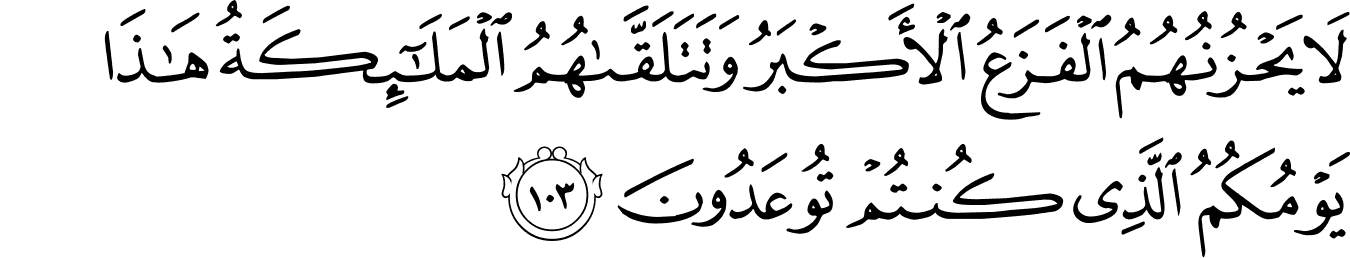 لَا يَحْزُنُهُمُ ٱلْفَزَعُ ٱلْأَكْبَرُ وَتَتَلَقَّىٰهُمُ ٱلْمَلَـٰٓئِكَةُ هَـٰذَا
يَوْمُكُمُ ٱلَّذِى كُنتُمْ تُوعَدُونَ ١٠٣